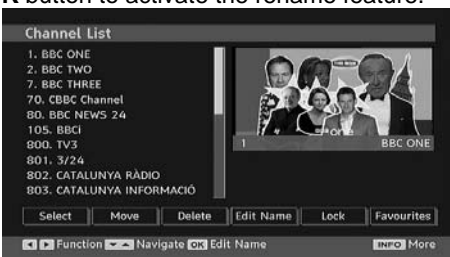 K button to activate the rename feature.
Channel List
1. BBC ONE
2. BBC TWO
7. BBC THREE
70. CBBC Channel
80. BBC NEWS 24
105. BBCi
800. TV3
801. 3/24
802. CATALUNYA RÀDIO
803. CATALUNYA INFORMACIÓ
one
1 BBC ONE
Select Move Delete Edit Name Lock Favourites
Function Navigate OK Edit Name INFO More